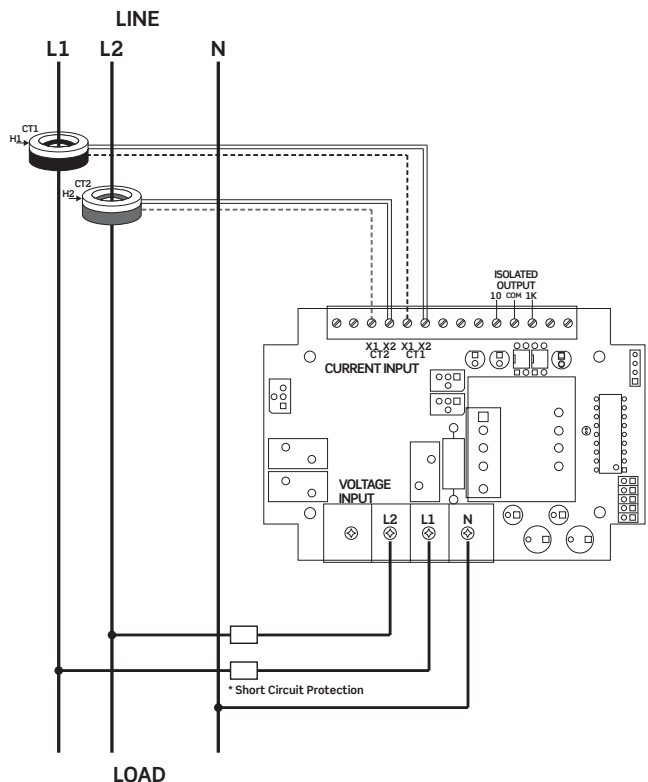 LINE
L1 L2 N
CT1
H1
CT2
H2
ISOLATED
OUTPUT
10 COM 1K
X1 X2 X1 X2
CT2 CT1
CURRENT INPUT
VOLTAGE
INPUT
L2 L1 N
* Short Circuit Protection
LOAD